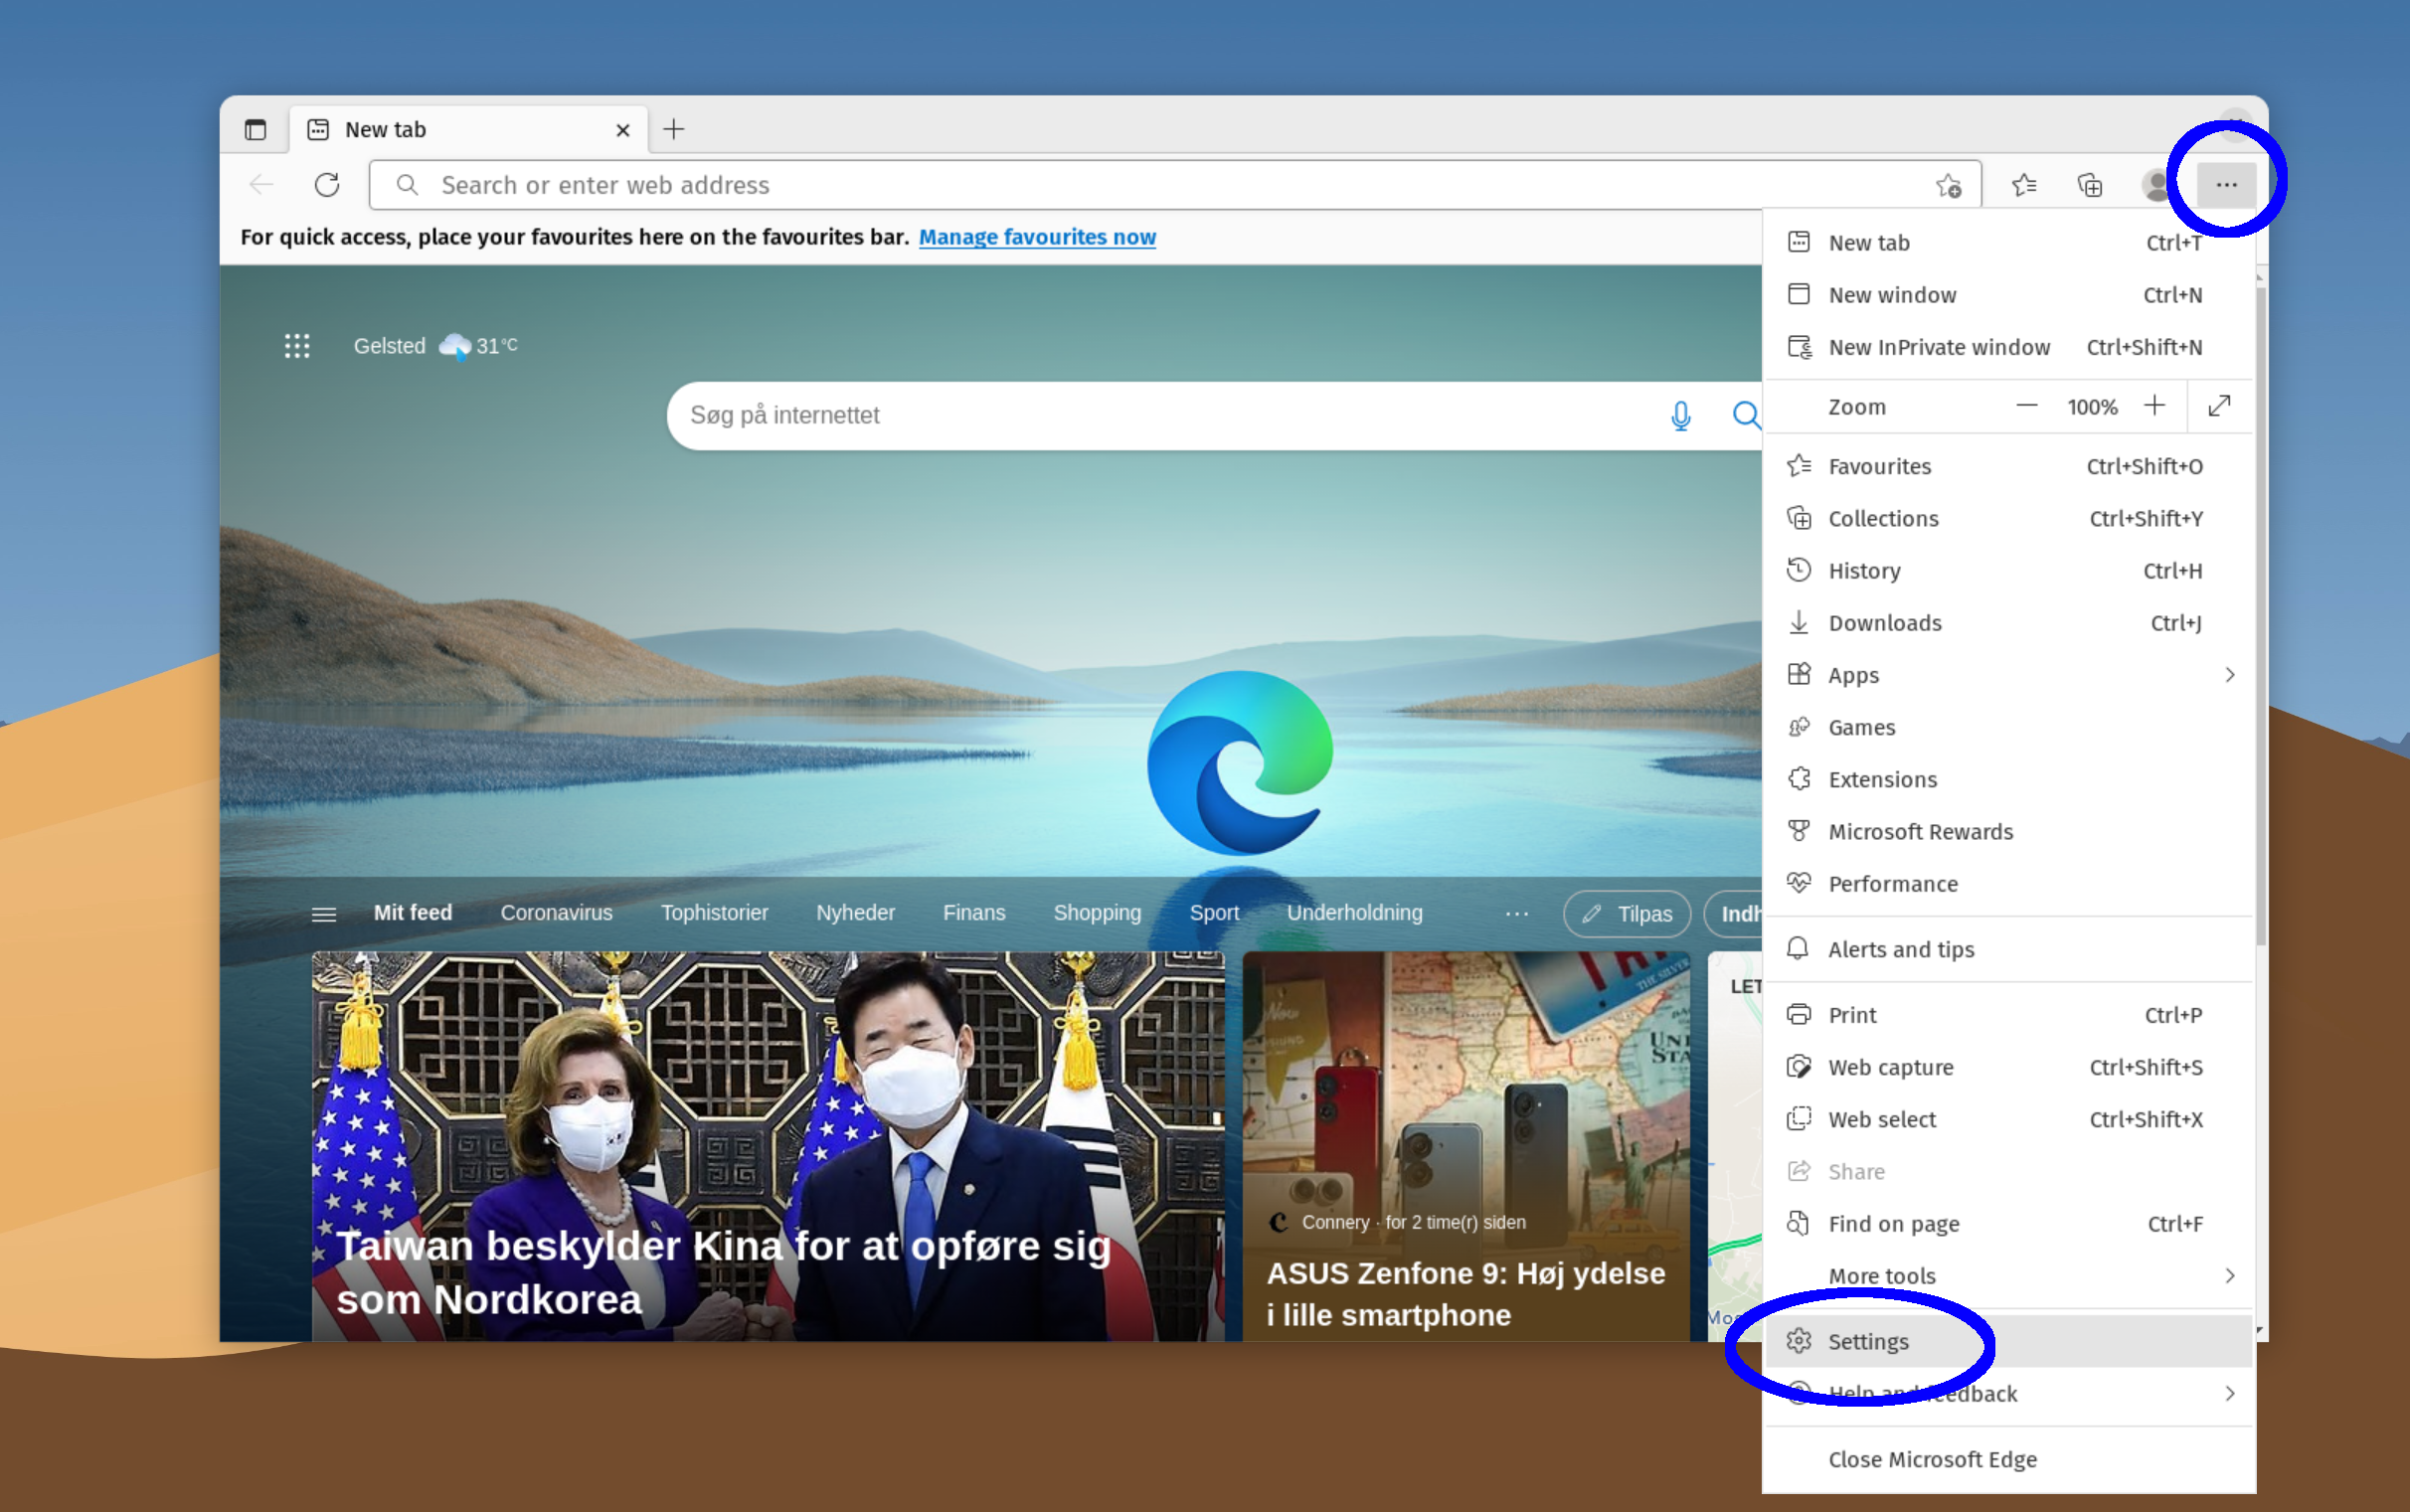 New tab
Search or enter web address
For quick access, place your favourites here on the favourites bar. Manage favourites now
Gelsted 31°C
Søg på internettet
Mit feed Coronavirus Tophistorier Nyheder Finans Shopping Sport Underholdning ... Tilpas Indh
Taiwan beskylder Kina for at opføre sig
som Nordkorea
THE SILVER
UNI
STA
Connery · for 2 time(r) siden
ASUS Zenfone 9: Høj ydelse
i lille smartphone
LET
Mos
New tab Ctrl+T
New window Ctrl+N
New InPrivate window Ctrl+Shift+N
Zoom 100%
Favourites Ctrl+Shift+O
Collections Ctrl+Shift+Y
History Ctrl+H
Downloads Ctrl+J
Apps
Games
Extensions
Microsoft Rewards
Performance
Alerts and tips
Print Ctrl+P
Web capture Ctrl+Shift+S
Web select Ctrl+Shift+X
Share
Find on page Ctrl+F
More tools
Settings
Help and feedback
Close Microsoft Edge